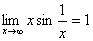 lim x→∞ x sin 1/x = 1